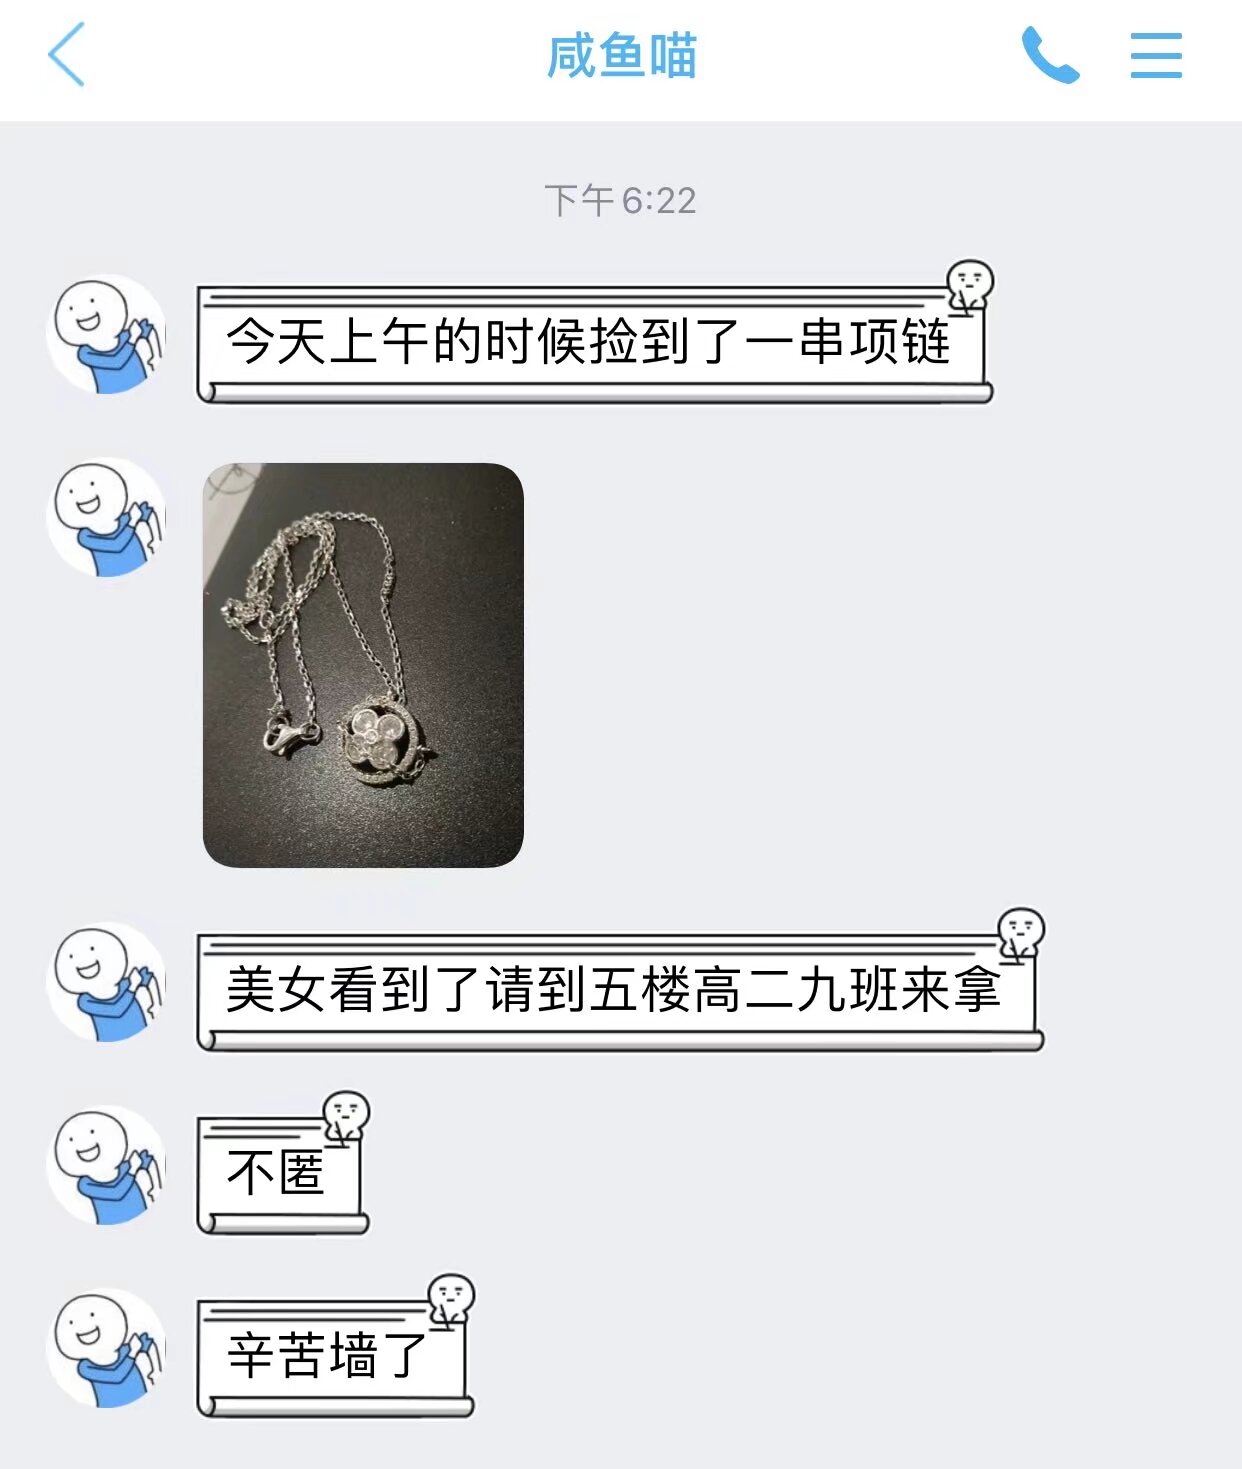 咸鱼喵
下午 6:22
今天上午的时候捡到了一串项链
美女看到了请到五楼高二九班来拿
不匿
辛苦墙了